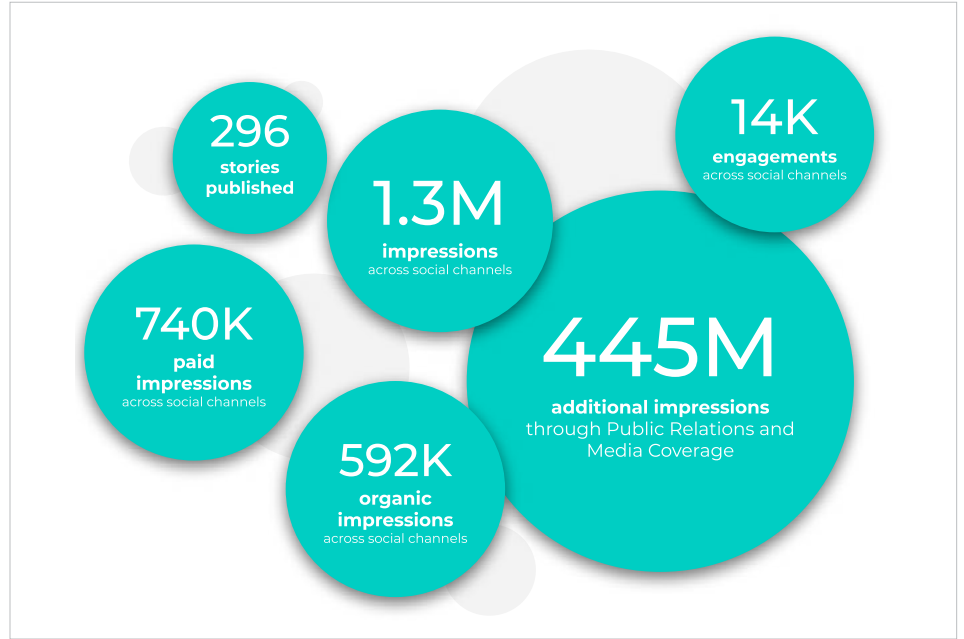 296
stories
published
1.3M
impressions
across social channels
14K
engagements
across social channels
740K
paid
impressions
across social channels
592K
organic
impressions
across social channels
445M
additional impressions
through Public Relations and
Media Coverage